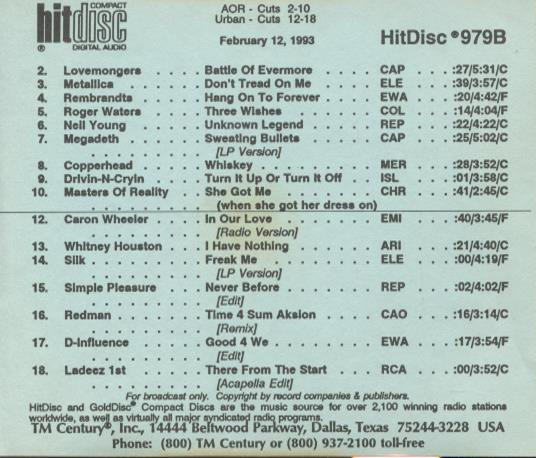 COMPACT
hitdisc
®
DIGITAL AUDIO
AOR - Cuts 2-10
Urban - Cuts 12-18
February 12, 1993
HitDisc ®979B
2. Lovemongers . . . . Battle Of Evermore . . . . CAP . . . :27/5:31/C
3. Metallica . . . . . Don't Tread On Me . . . . ELE . . . :39/3:57/C
4. Rembrandts . . . . Hang On To Forever . . . . EWA . . . :20/4:42/F
5. Roger Waters . . . . Three Wishes . . . . . . COL . . . :14/4:04/F
6. Neil Young . . . . . Unknown Legend . . . . . REP . . . :22/4:22/C
7. Megadeth . . . . . Sweating Bullets . . . . . CAP . . . :25/5:02/C
. . . . . . . . [LP Version]
8. Copperhead . . . . Whiskey . . . . . . . . MER . . . :28/3:52/C
9. Drivin-N-Cryin . . . Turn It Up Or Turn It Off . ISL . . . :01/3:58/C
10. Masters Of Reality . . She Got Me . . . . . . . CHR . . . :41/2:45/C
. . . . . . . . (when she got her dress on)
12. Caron Wheeler . . . . In Our Love . . . . . . . EMI . . . :40/3:45/F
. . . . . . . . [Radio Version]
13. Whitney Houston . . . I Have Nothing . . . . . . ARI . . . :21/4:40/C
14. Silk . . . . . . . Freak Me . . . . . . . . ELE . . . :00/4:19/F
. . . . . . . . [LP Version]
15. Simple Pleasure . . . Never Before . . . . . . REP . . . :02/4:02/F
. . . . . . . . [Edit]
16. Redman . . . . . . Time 4 Sum Aksion . . . . CAO . . . :16/3:14/C
. . . . . . . . [Remix]
17. D-Influence . . . . . Good 4 We . . . . . . . EWA . . . :17/3:54/F
. . . . . . . . [Edit]
18. Ladeez 1st . . . . . There From The Start . . . RCA . . . :00/3:52/C
. . . . . . . . [Acapella Edit]
For broadcast only. Copyright by record companies & publishers.
HitDisc and GoldDisc® Compact Discs are the music source for over 2,100 winning radio stations
worldwide, as well as virtually all major syndicated radio programs.
TM Century®, Inc., 14444 Beltwood Parkway, Dallas, Texas 75244-3228 USA
Phone: (800) TM Century or (800) 937-2100 toll-free